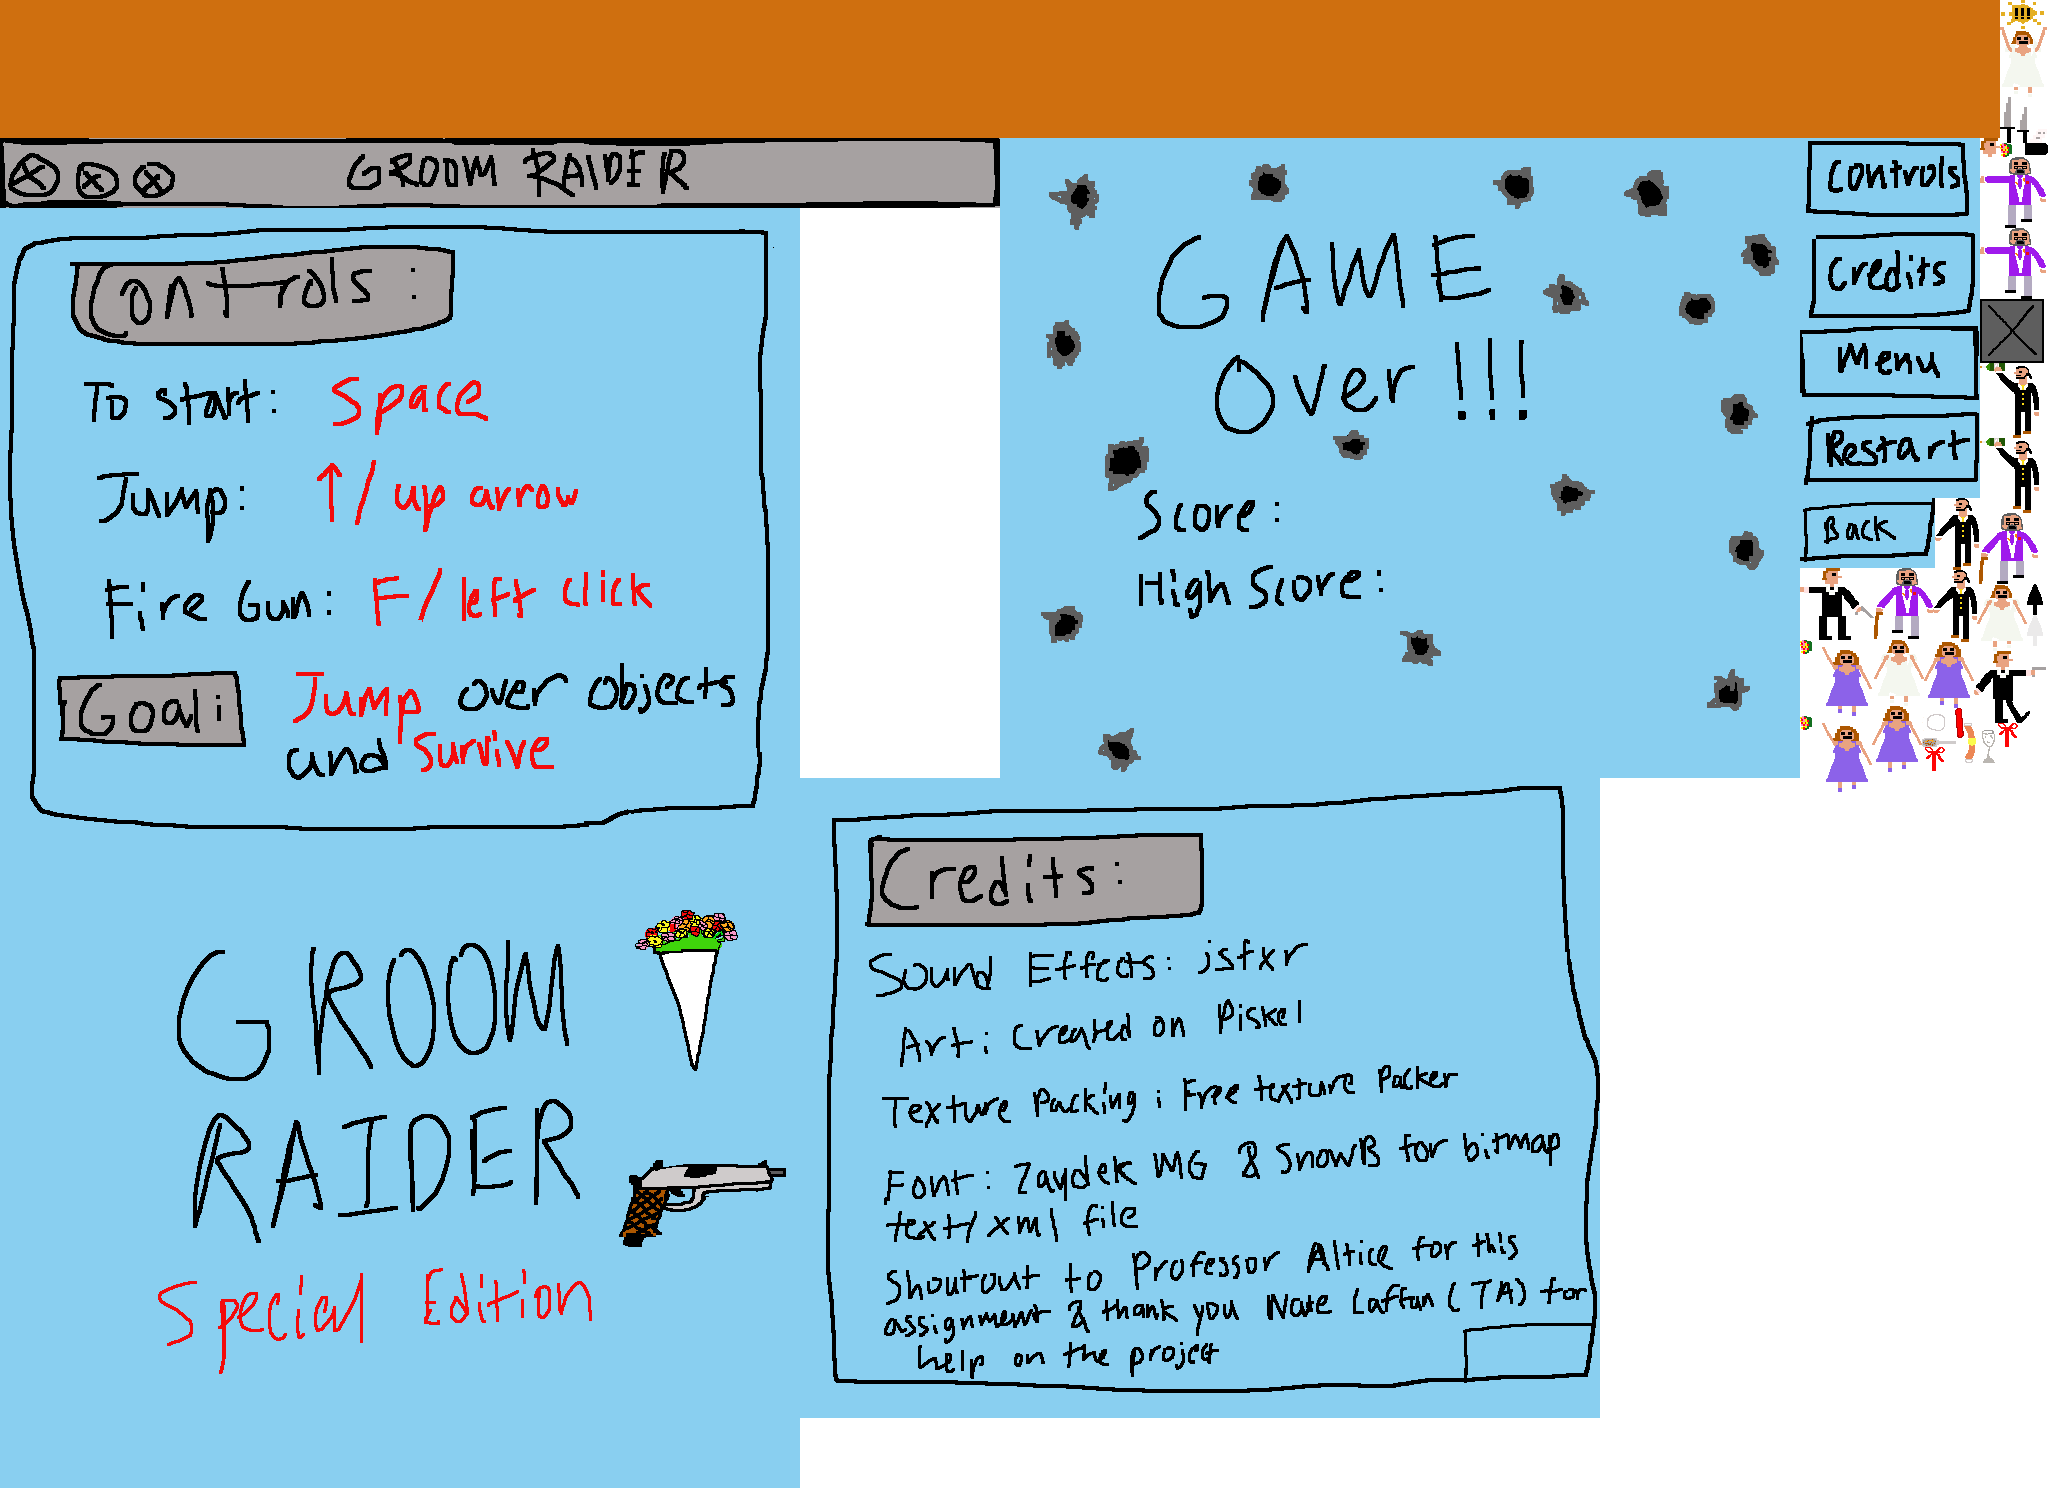 !!!
GROOM RAIDER
Controls:
To start: Space
Jump: ↑/ up arrow
Fire Gun: F/left click
Goal: Jump over objects
and Survive
GAME
Over!!!
Score:
High Score:
Controls
Credits
Menu
Restart
Back
GROOM
RAIDER
Special Edition
Credits:
Sound Effects: jsfxr
Art: Created on Piskel
Texture Packing: Free texture Packer
Font: Zaydek MG & SnowB for bitmap
text/xml file
Shoutout to Professor Altice for this
assignment & thank you Nate Laffan (TA) for
help on the project